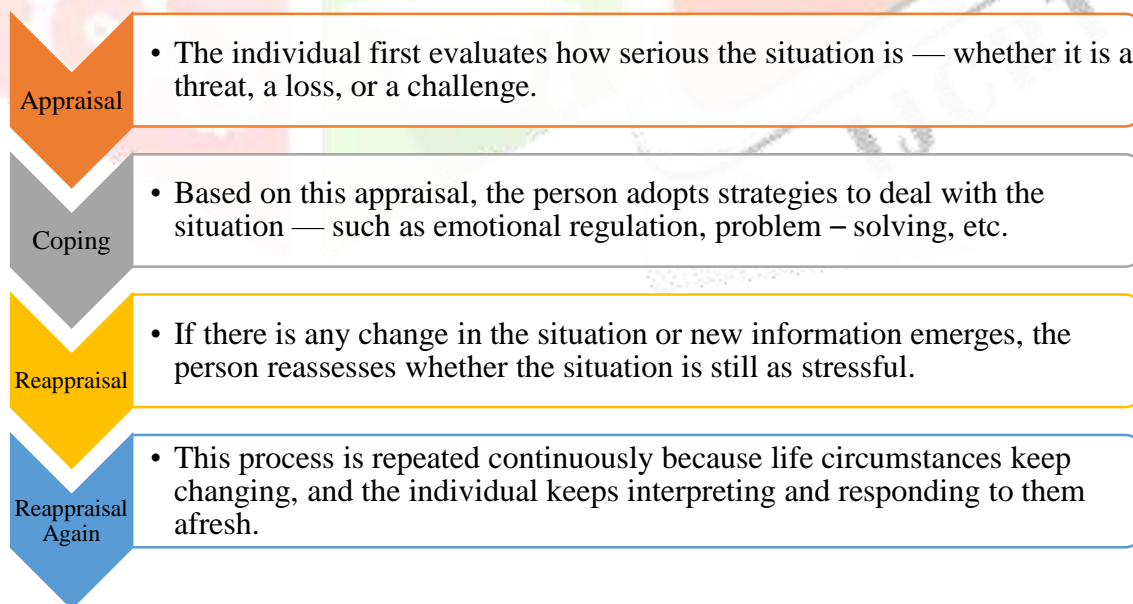 Appraisal
• The individual first evaluates how serious the situation is — whether it is a
threat, a loss, or a challenge.
Coping
• Based on this appraisal, the person adopts strategies to deal with the
situation — such as emotional regulation, problem – solving, etc.
Reappraisal
• If there is any change in the situation or new information emerges, the
person reassesses whether the situation is still as stressful.
Reappraisal
Again
• This process is repeated continuously because life circumstances keep
changing, and the individual keeps interpreting and responding to them
afresh.
IJCRT